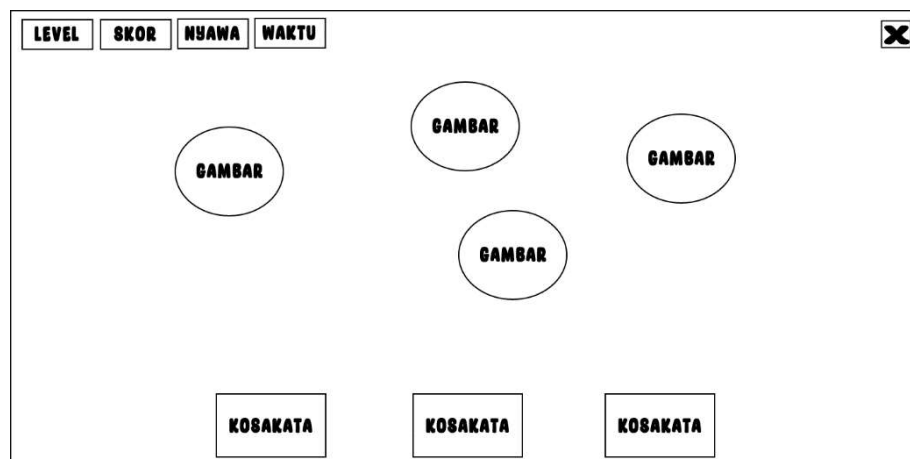 LEVEL SKOR NYAWA WAKTU X
GAMBAR
GAMBAR
GAMBAR
GAMBAR
KOSAKATA KOSAKATA KOSAKATA